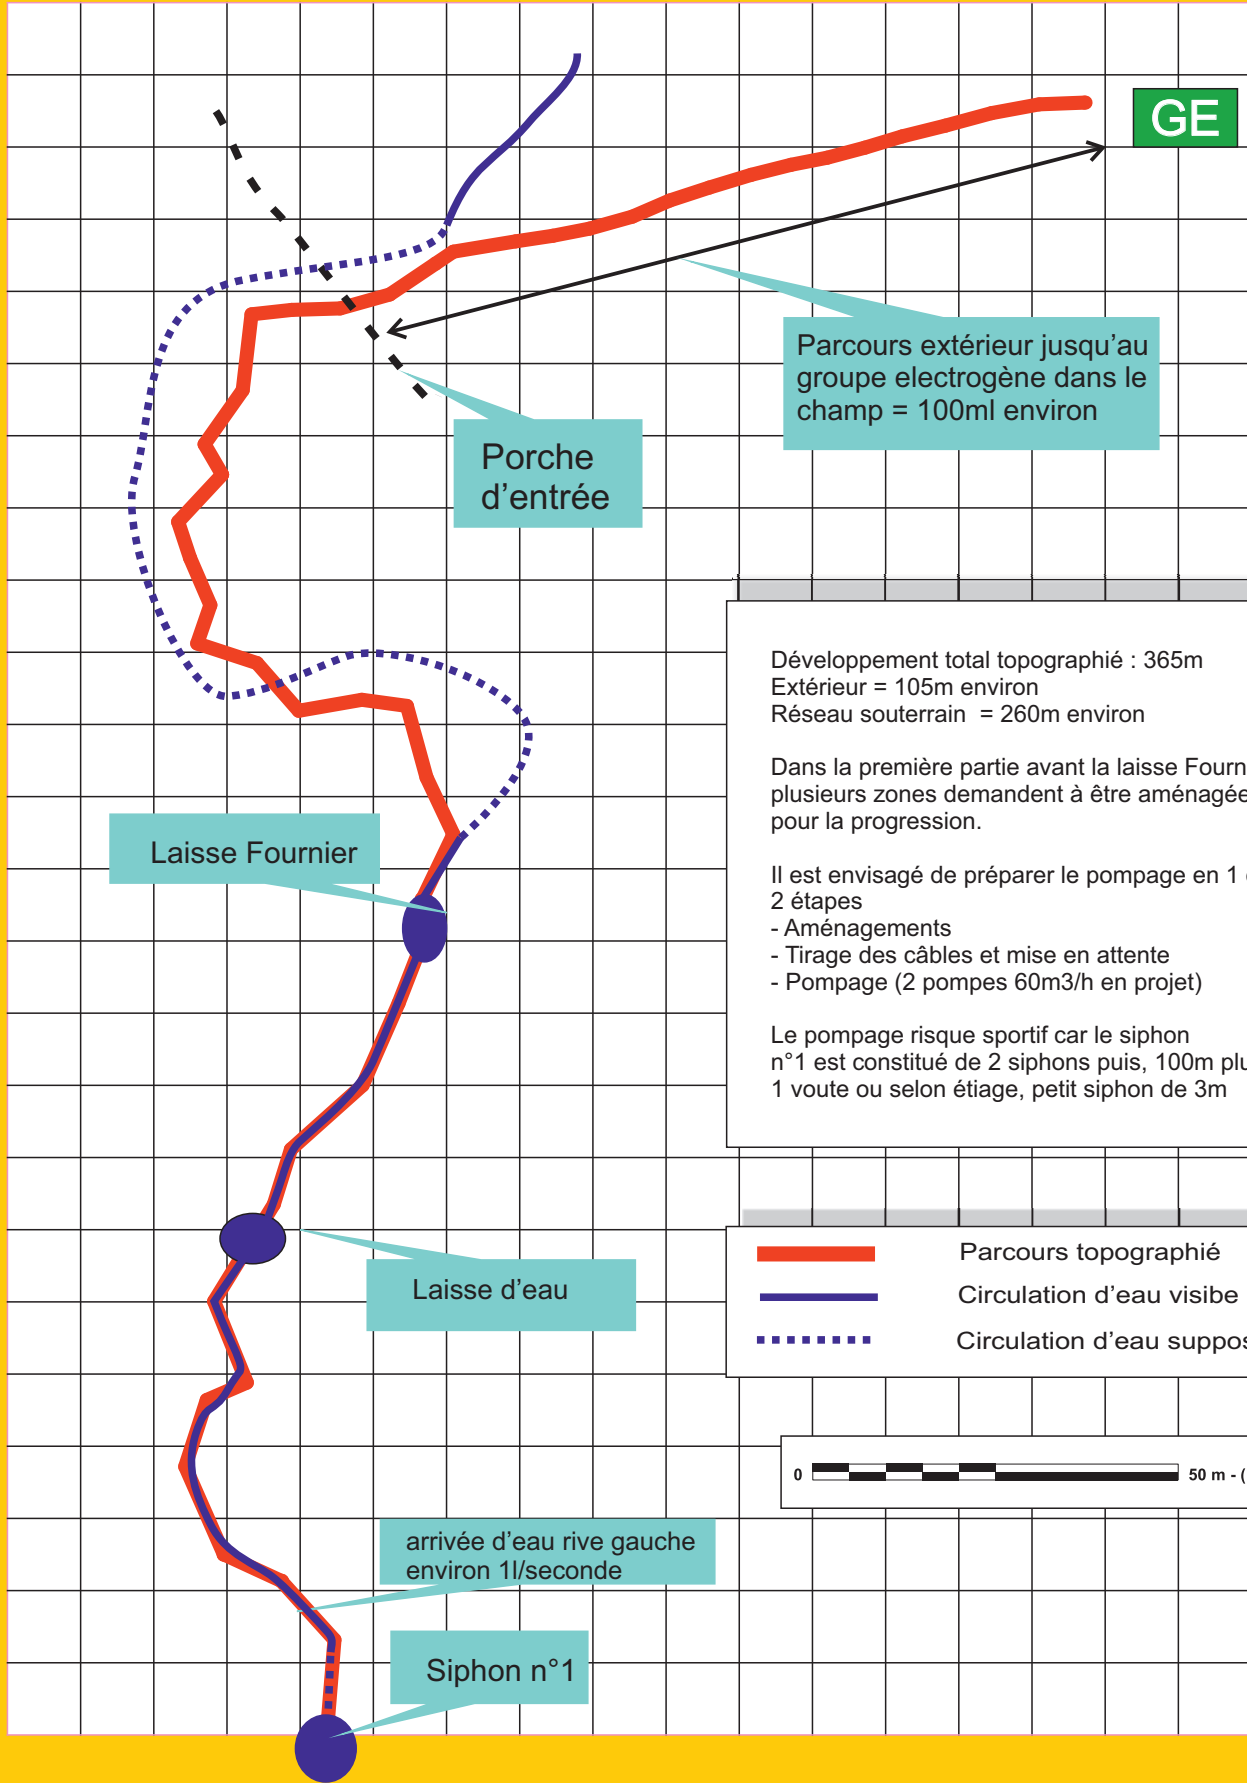 GE
Parcours extérieur jusqu'au
groupe electrogène dans le
champ = 100ml environ
Porche
d'entrée
Développement total topographié : 365m
Extérieur = 105m environ
Réseau souterrain = 260m environ
Dans la première partie avant la laisse
plusieurs zones demandent à être
pour la progression.
Il est envisagé de préparer le pompage en 1
2 étapes
- Aménagements
- Tirage des câbles et mise en attente
- Pompage (2 pompes 60m3/h en projet)
Le pompage risque sportif car le siphon
n°1 est constitué de 2 siphons puis, 100m
1 voute ou selon étiage, petit siphon de 3m
Laisse Fournier
Laisse d'eau
Parcours topographié
Circulation d'eau visibe
Circulation d'eau
0 50 m - (
arrivée d'eau rive gauche
environ 1l/seconde
Siphon n°1